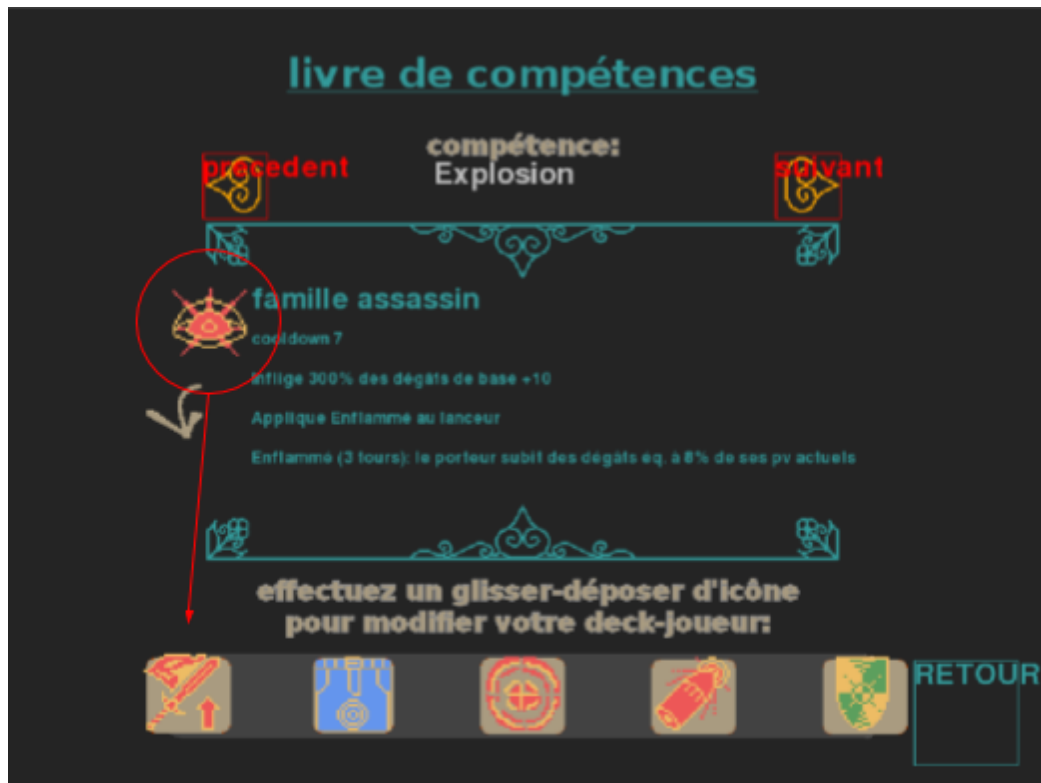 livre de compétences
compétence:
précedent
Explosion
suivant
famille assassin
cooldown 7
Inflige 300% des dégâts de base +10
Applique Enflammé au lanceur
Enflammé (3 tours): le porteur subit des dégâts éq. à 8% de ses pv actuels
effectuez un glisser-déposer d'icône
pour modifier votre deck-joueur:
RETOUR